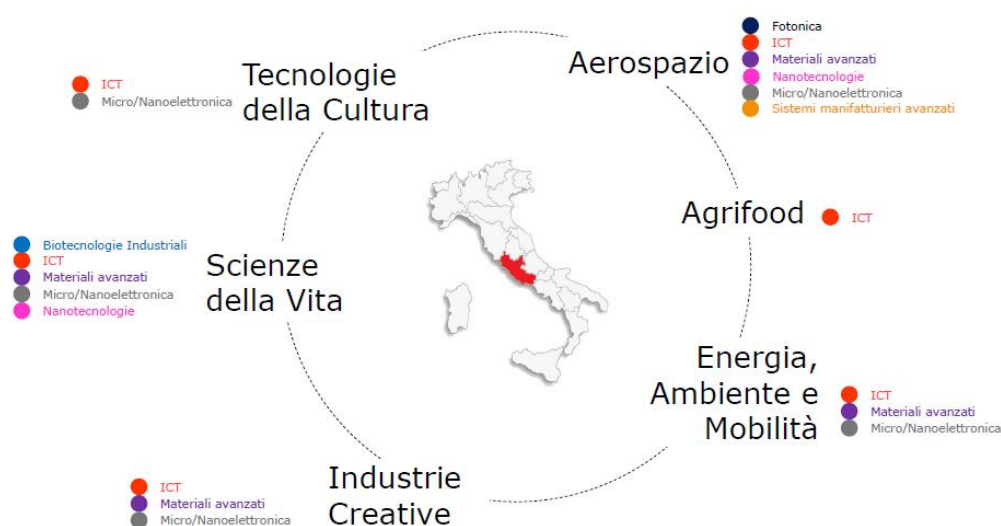 Tecnologie
della Cultura
ICT
Micro/Nanoelettronica
Aerospazio
Fotonica
ICT
Materiali avanzati
Nanotecnologie
Micro/Nanoelettronica
Sistemi manifatturieri avanzati
Agrifood
ICT
Energia,
Ambiente e
Mobilità
ICT
Materiali avanzati
Micro/Nanoelettronica
Industrie
Creative
ICT
Materiali avanzati
Micro/Nanoelettronica
Scienze
della Vita
Biotecnologie Industriali
ICT
Materiali avanzati
Micro/Nanoelettronica
Nanotecnologie